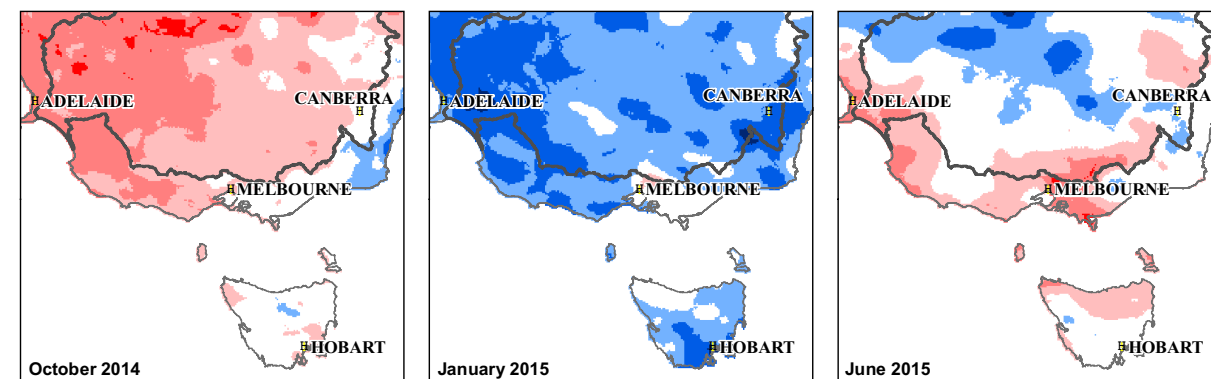 ADELAIDE
CANBERRA
MELBOURNE
HOBART
October 2014
ADELAIDE
CANBERRA
MELBOURNE
HOBART
January 2015
ADELAIDE
CANBERRA
MELBOURNE
HOBART
June 2015